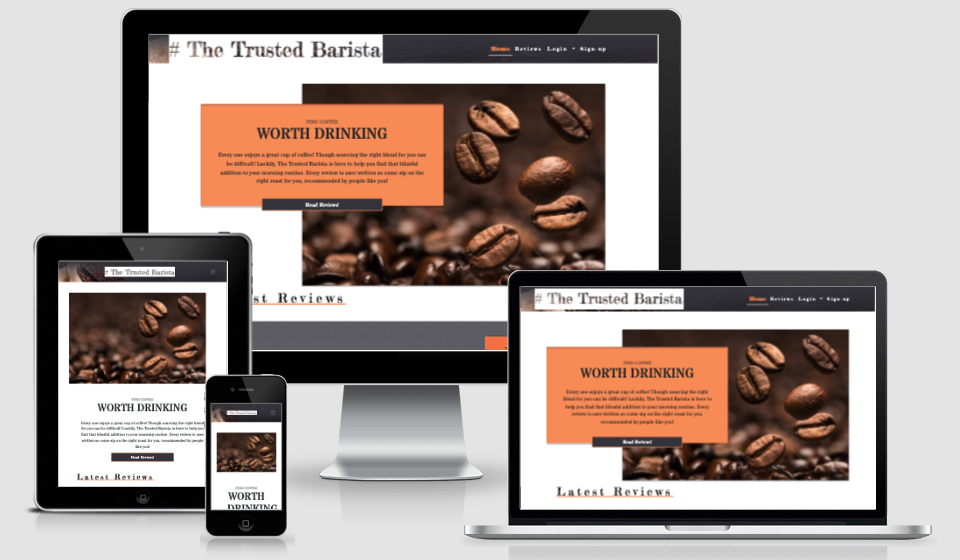 # The Trusted Barista
Home Reviews Login - Sign-up
FIND COFFEE
WORTH DRINKING
Every one enjoys a great cup of coffee! Though sourcing the right blend for you can
be difficult! Luckily, The Trusted Barista is here to help you find that blissful
addition to your morning routine. Every review is user written so come sip on the
right roast for you, recommended by people like you!
Read Reviews!
st Reviews
# The Trusted Barista
FIND COFFEE
WORTH DRINKING
Every one enjoys a great cup of coffee! Though sourcing the right blend
for you can be difficult! Luckily, The Trusted Barista is here to help you
find that blissful addition to your morning routine. Every review is user
written so come sip on the right roast for you, recommended by people
like you!
Read Reviews!
Latest Reviews
# The Trusted Barista
FIND COFFEE
WORTH
DRINKING
# The Trusted Barista
Home Reviews Login - Sign-up
FIND COFFEE
WORTH DRINKING
Every one enjoys a great cup of coffee! Though sourcing the right
blend for you can be difficult! Luckily, The Trusted Barista is here to
help you find that blissful addition to your morning routine. Every
review is user written so come sip on the right roast for you,
recommended by people like you!
Read Reviews!
Latest Reviews